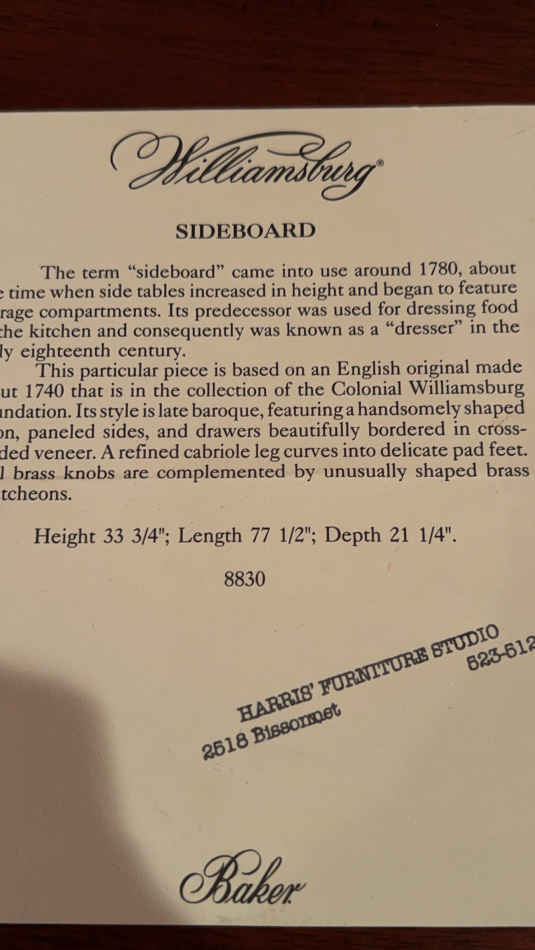 Williamsburg®
SIDEBOARD
The term "sideboard" came into use around 1780, about
e time when side tables increased in height and began to feature
rage compartments. Its predecessor was used for dressing food
the kitchen and consequently was known as a "dresser" in the
ly eighteenth century.
This particular piece is based on an English original made
ut 1740 that is in the collection of the Colonial Williamsburg
undation. Its style is late baroque, featuring a handsomely shaped
on, paneled sides, and drawers beautifully bordered in cross-
ded veneer. A refined cabriole leg curves into delicate pad feet.
l brass knobs are complemented by unusually shaped brass
tcheons.
Height 33 3/4"; Length 77 1/2"; Depth 21 1/4".
8830
HARRIS' FURNITURE STUDIO
2518 Bissonnet 523-512
Baker